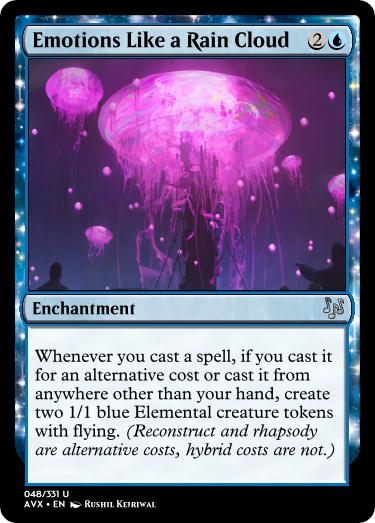 Emotions Like a Rain Cloud 2
Enchantment
Whenever you cast a spell, if you cast it
for an alternative cost or cast it from
anywhere other than your hand, create
two 1/1 blue Elemental creature tokens
with flying. (Reconstruct and rhapsody
are alternative costs, hybrid costs are not.)
048/331 U
AVX • EN Rushil Kejriwal